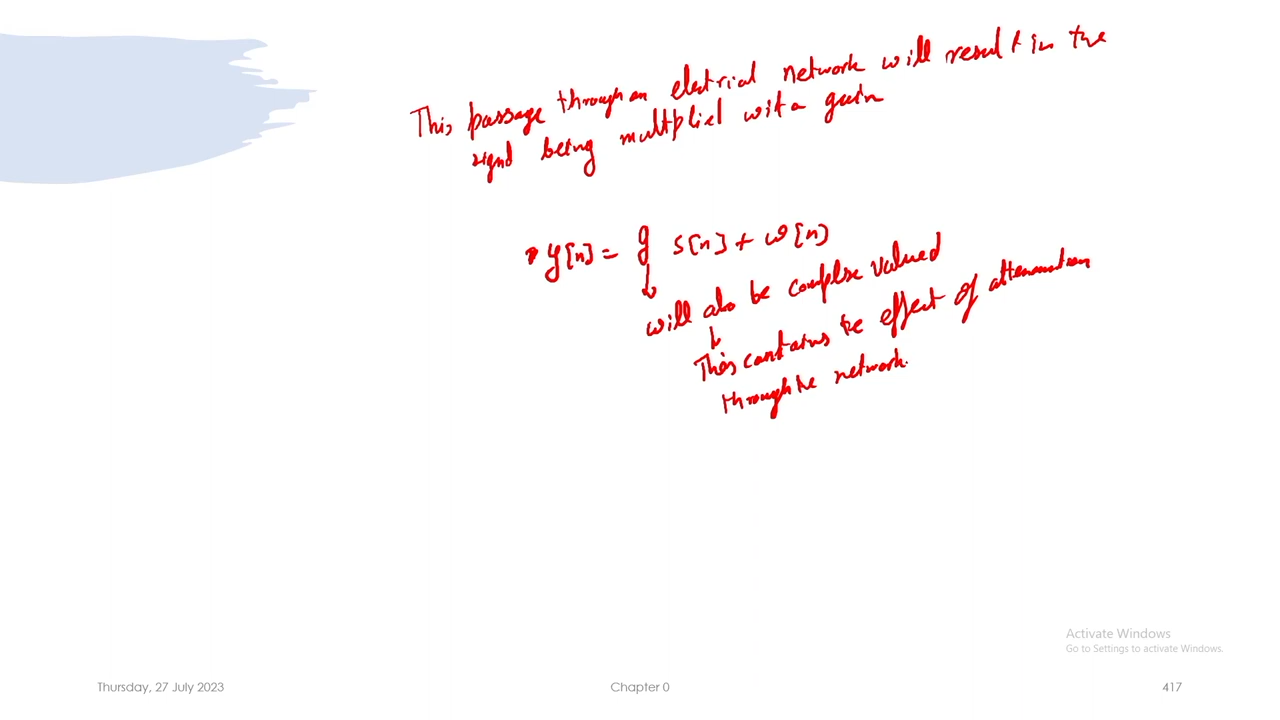 This passage through an electrial network will result in the
signal being multiplied with a gain
y[n] = g s[n] + w[n]
will also be complex valued
This contains the effect of attenuation
through the network.
Activate Windows
Go to Settings to activate Windows.
Thursday, 27 July 2023
Chapter 0
417